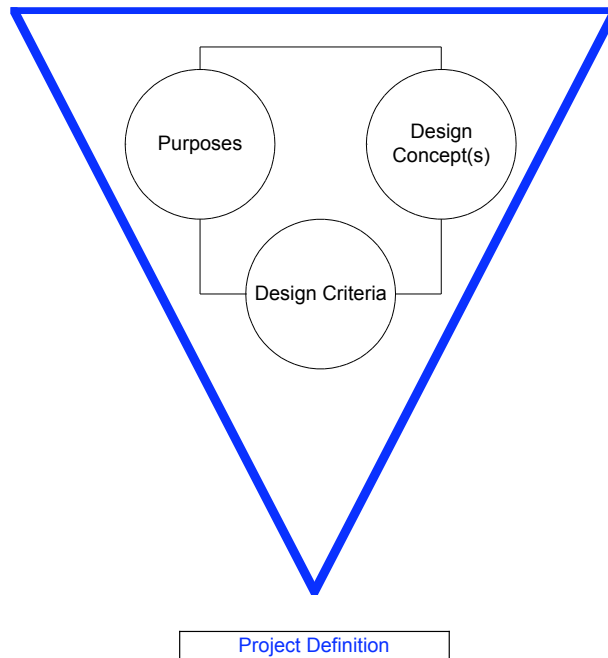 Purposes
Design
Concept(s)
Design Criteria
Project Definition